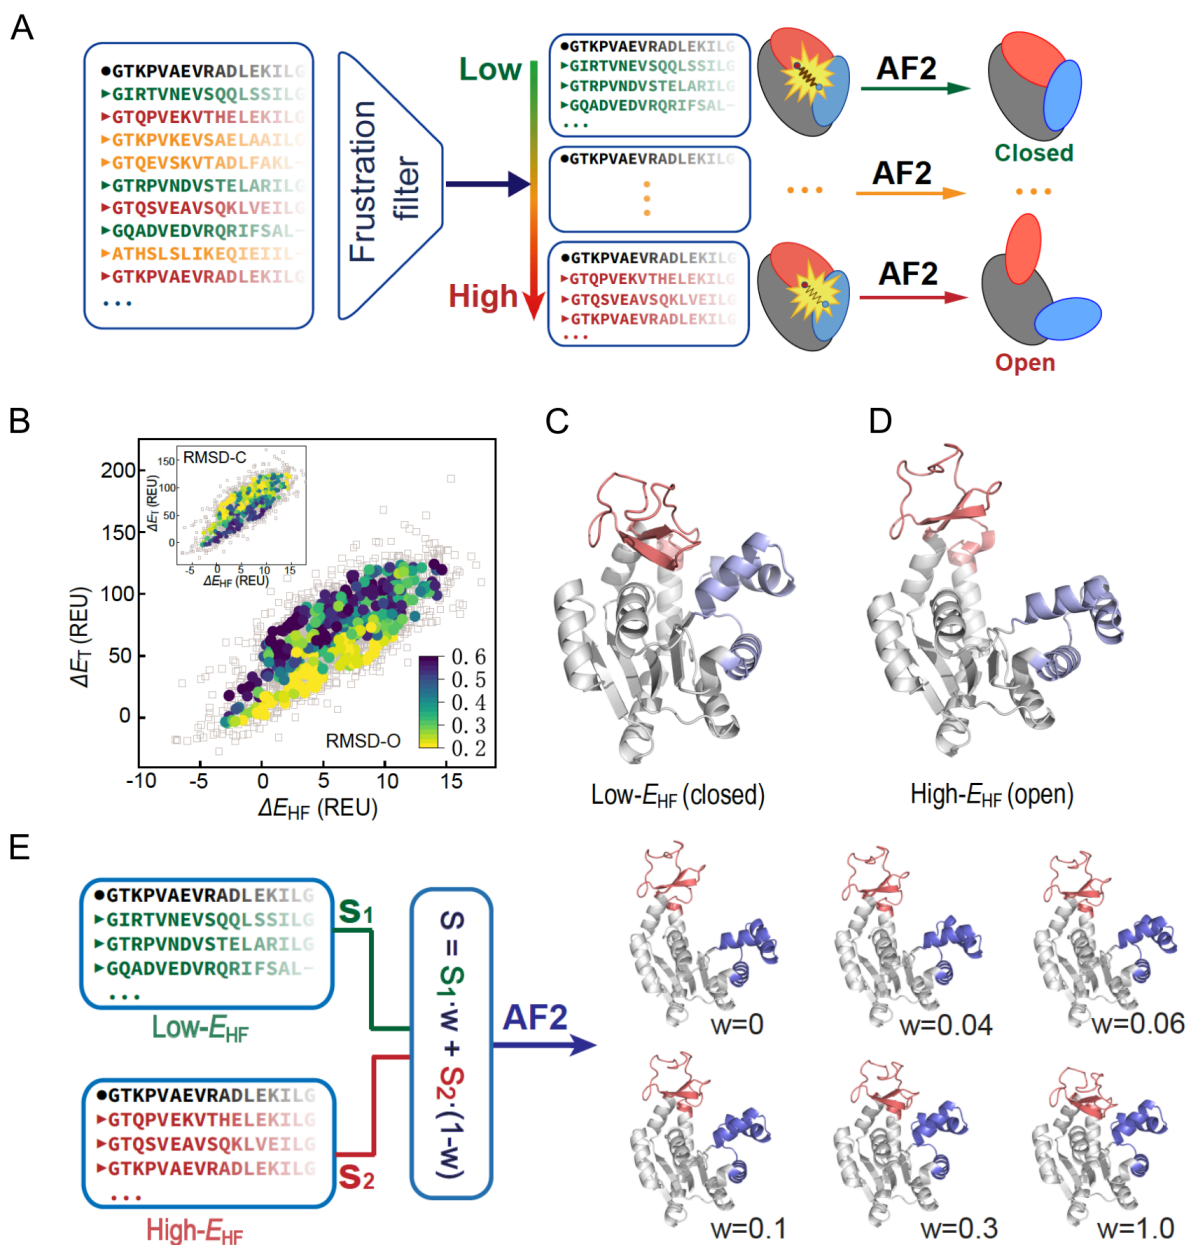 A
●GTKPVAEVRADLEKILG
▸GIRTVNEVSQQLSSILG
▸GTQPVEKVTHELEKILG
▸GTKPVKEVSAELAAILG
▸GTQEVSKVTADLFAKL-
▸GTRPVNDVSTELARILG
▸GTQSVEAVSQKLVEILG
▸GQADVEDVRQRIFSAL-
▸ATHSLSLIKEQIEIIL-
▸GTKPVAEVRADLEKILG
...
Frustration
filter
Low
High
●GTKPVAEVRADLEKILG
▸GIRTVNEVSQQLSSILG
▸GTRPVNDVSTELARILG
▸GQADVEDVRQRIFSAL-
...
●GTKPVAEVRADLEKILG
●GTKPVAEVRADLEKILG
▸GTQPVEKVTHELEKILG
▸GTQSVEAVSQKLVEILG
▸GTKPVAEVRADLEKILG
...
AF2
Closed
... AF2 ...
AF2
Open
B
200
150
100
50
0
ΔE_T (REU)
-10 -5 0 5 10 15
ΔE_HF (REU)
RMSD-C
150
100
50
0
ΔE_T (REU)
-5 0 5 10 15
ΔE_HF (REU)
0.6
0.5
0.4
0.3
0.2
RMSD-O
C
Low-E_HF (closed)
D
High-E_HF (open)
E
●GTKPVAEVRADLEKILG
▸GIRTVNEVSQQLSSILG
▸GTRPVNDVSTELARILG
▸GQADVEDVRQRIFSAL-
...
Low-E_HF
S₁
●GTKPVAEVRADLEKILG
▸GTQPVEKVTHELEKILG
▸GTQSVEAVSQKLVEILG
▸GTKPVAEVRADLEKILG
...
High-E_HF
S₂
S = S₁·w + S₂·(1-w)
AF2
w=0
w=0.04
w=0.06
w=0.1
w=0.3
w=1.0